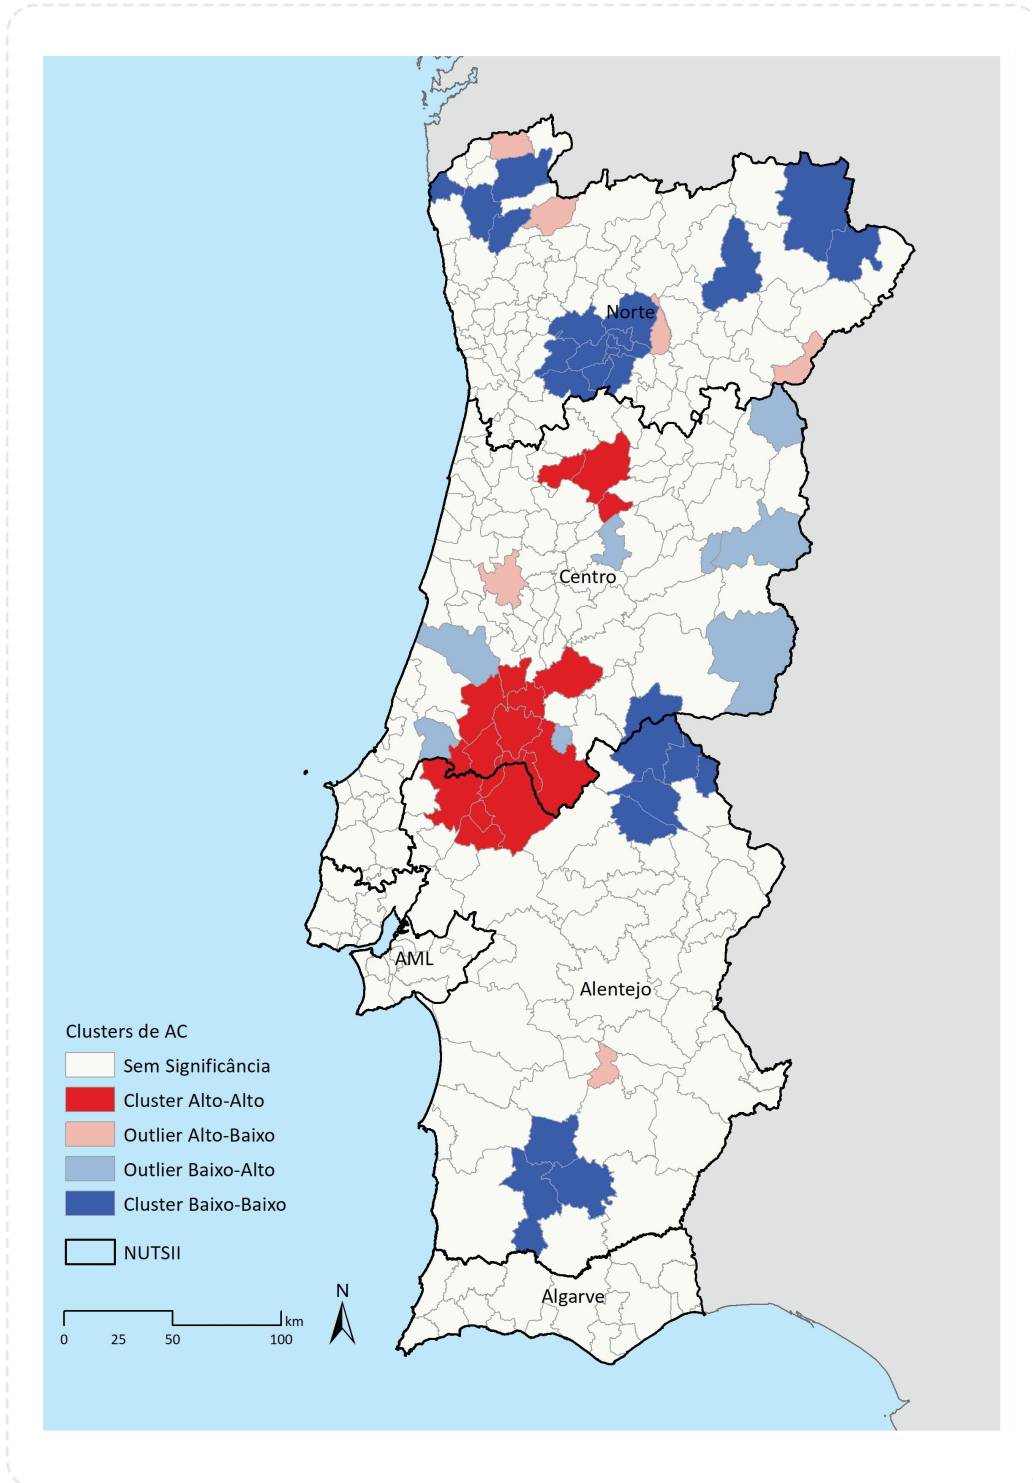 Norte
Centro
AML
Alentejo
Clusters de AC
Sem Significância
Cluster Alto-Alto
Outlier Alto-Baixo
Outlier Baixo-Alto
Cluster Baixo-Baixo
NUTSII
Algarve
N
km
0 25 50 100